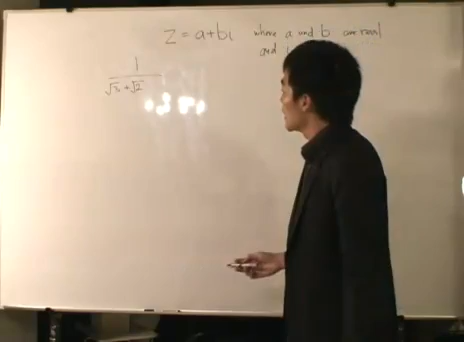 z = a+bi where a and b are real
and
1
√3 + √2